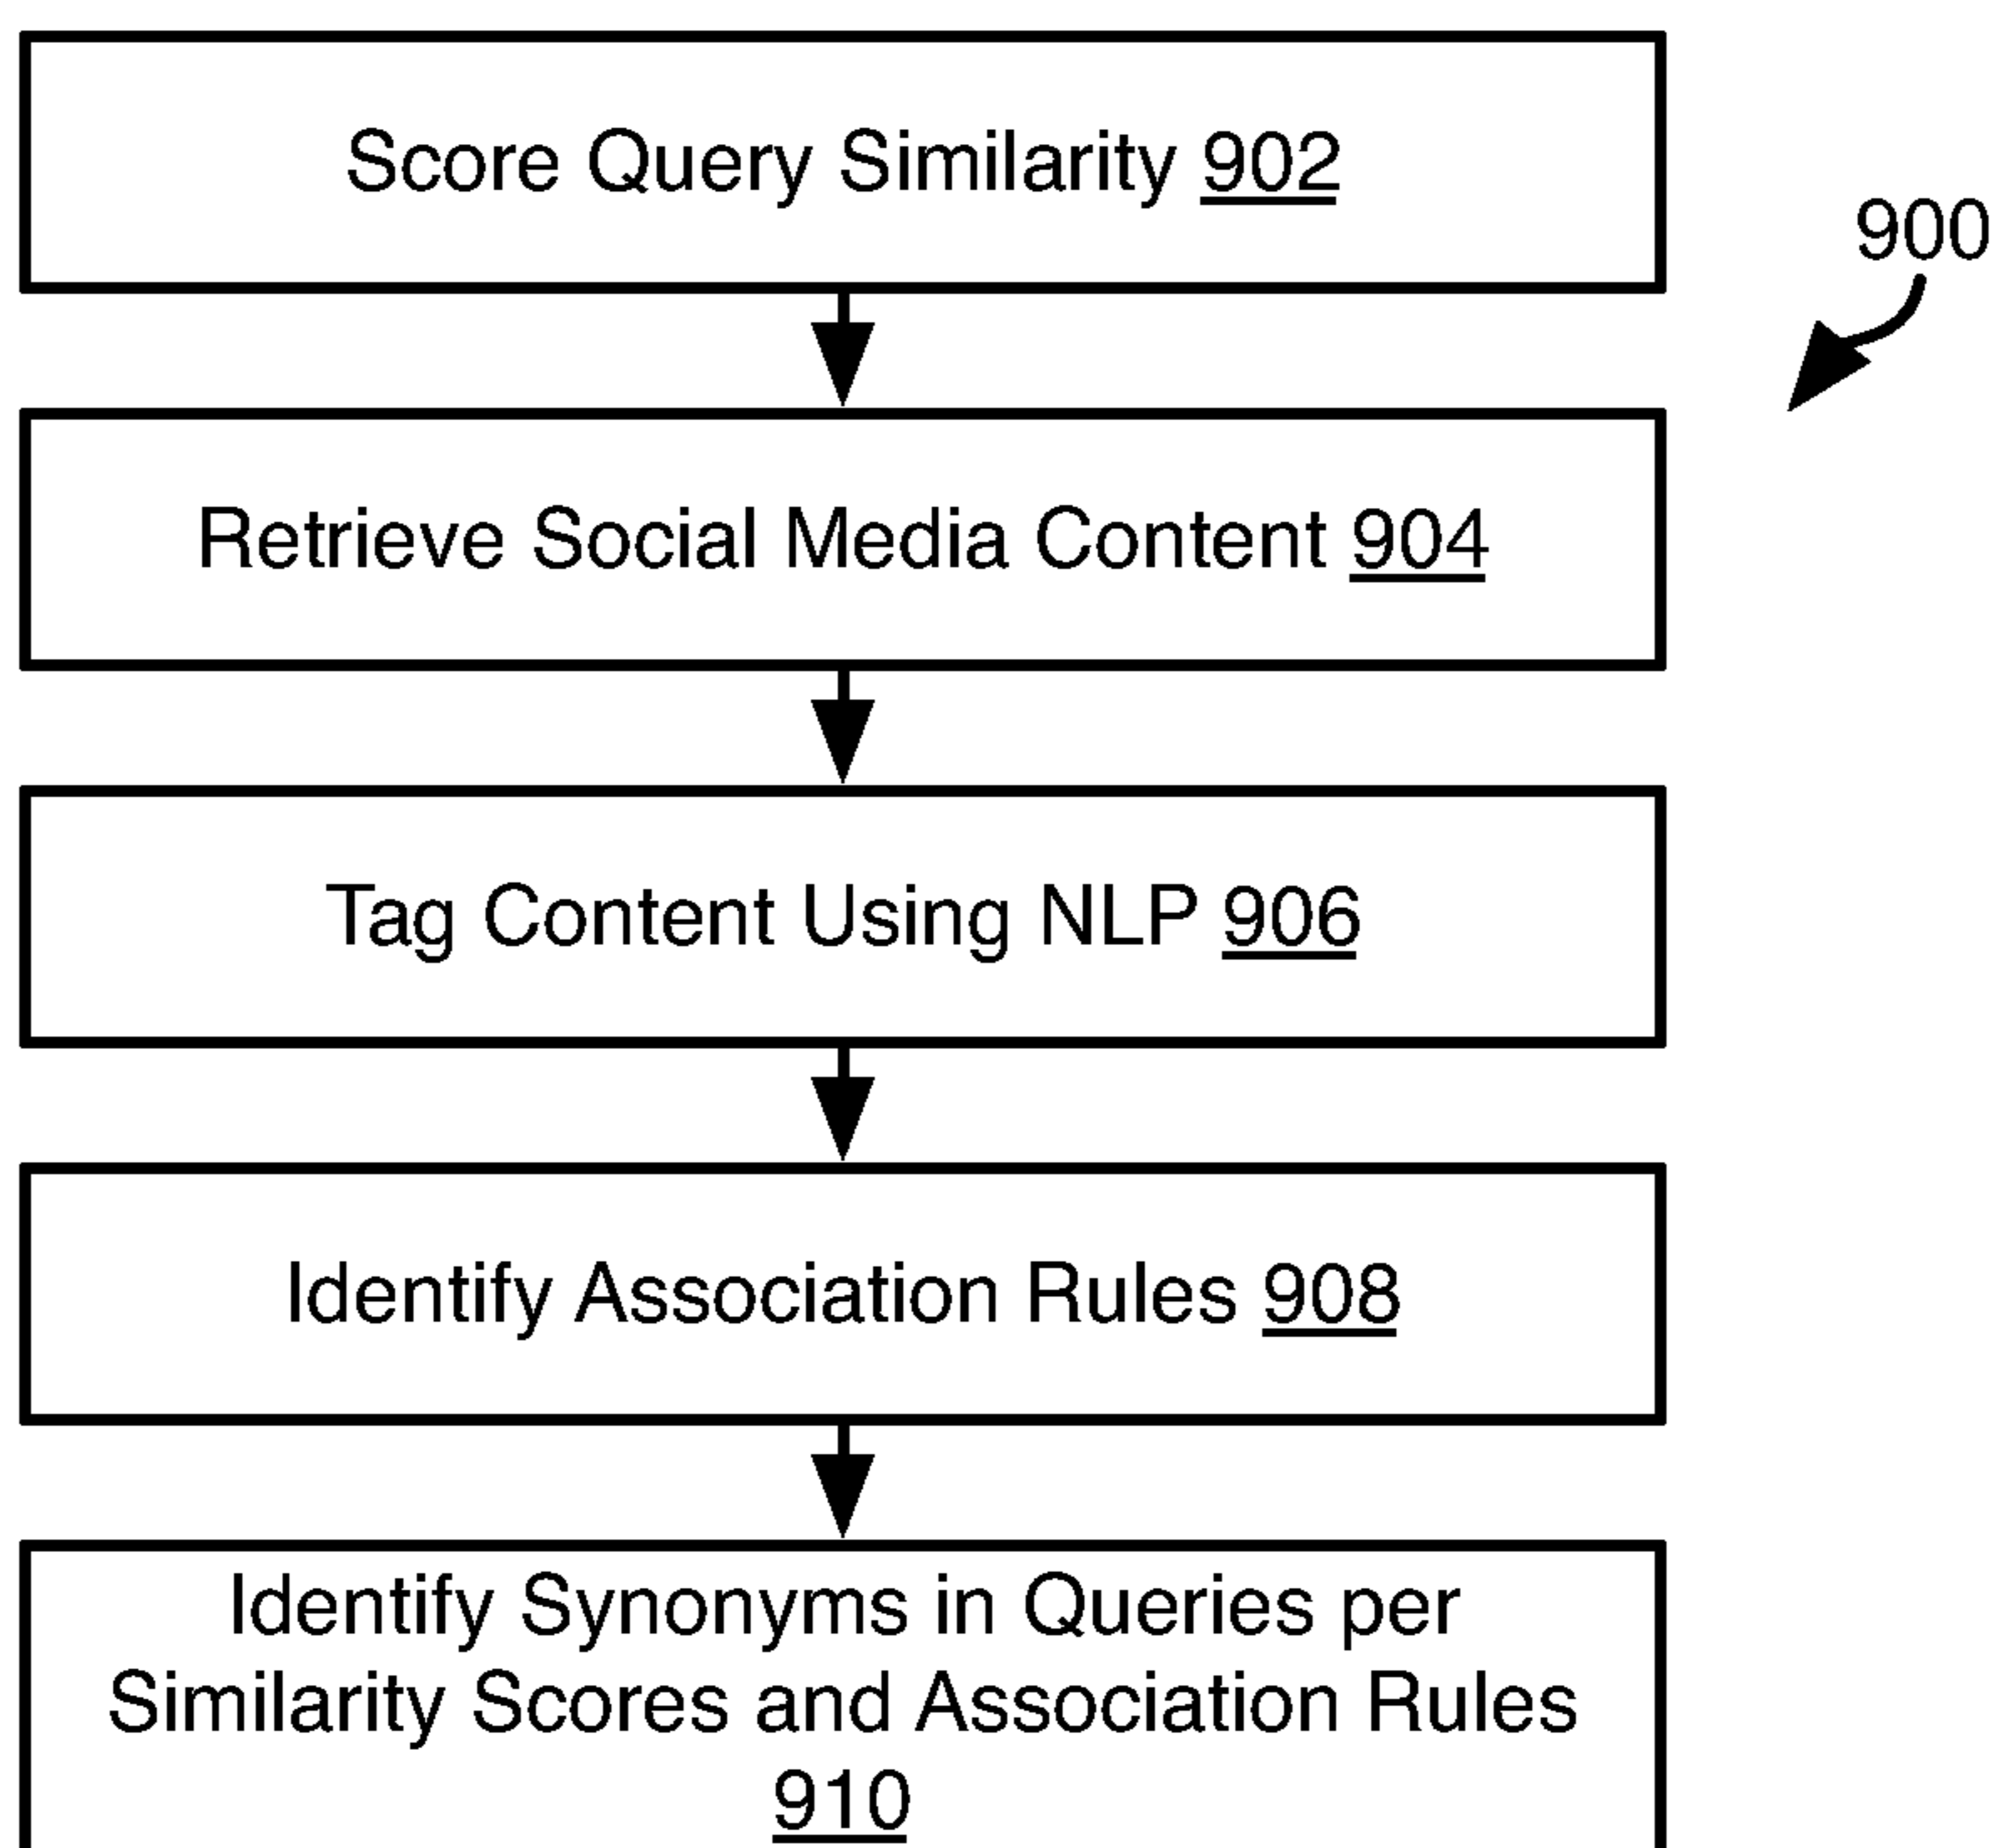 Score Query Similarity 902
900
Retrieve Social Media Content 904
Tag Content Using NLP 906
Identify Association Rules 908
Identify Synonyms in Queries per
Similarity Scores and Association Rules
910